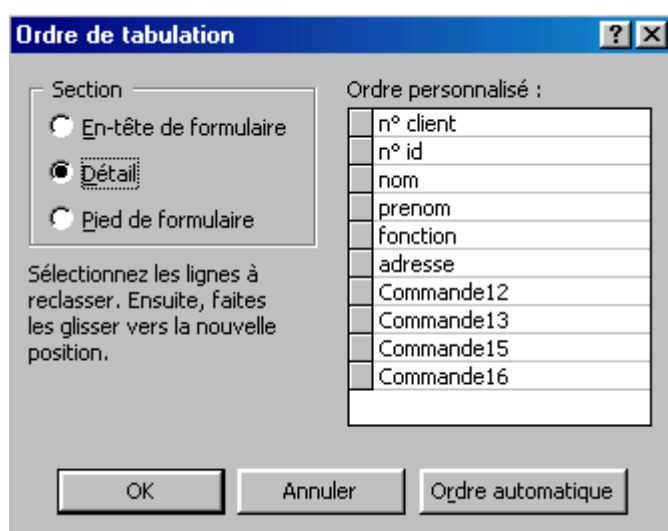 Ordre de tabulation
Section
En-tête de formulaire
Détail
Pied de formulaire
Sélectionnez les lignes à
reclasser. Ensuite, faites
les glisser vers la nouvelle
position.
Ordre personnalisé :
n° client
n° id
nom
prenom
fonction
adresse
Commande12
Commande13
Commande15
Commande16
OK
Annuler
Ordre automatique